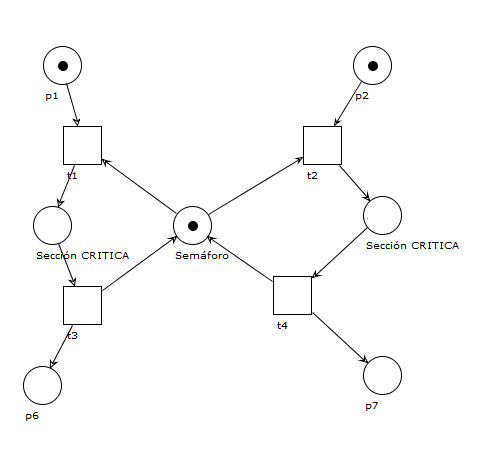 p1
p2
t1
t2
Sección CRITICA
Semáforo
Sección CRITICA
t3
t4
p6
p7